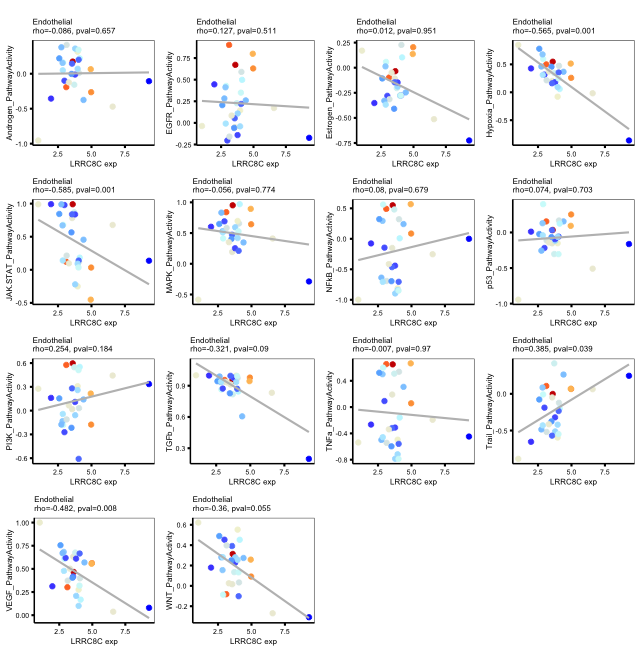 Endothelial
rho=-0.086, pval=0.657
Androgen_PathwayActivity
0.0
-1.0
2.5 5.0 7.5
LRRC8C exp
Endothelial
rho=0.127, pval=0.511
EGFR_PathwayActivity
0.75
0.50
0.25
0.00
-0.25
2.5 5.0 7.5
LRRC8C exp
Endothelial
rho=0.012, pval=0.951
Estrogen_PathwayActivity
0.25
0.00
-0.25
-0.50
-0.75
2.5 5.0 7.5
LRRC8C exp
Endothelial
rho=-0.565, pval=0.001
Hypoxia_PathwayActivity
0.5
0.0
-0.5
2.5 5.0 7.5
LRRC8C exp
Endothelial
rho=-0.585, pval=0.001
JAK.STAT_PathwayActivity
1.0
0.5
0.0
-0.5
2.5 5.0 7.5
LRRC8C exp
Endothelial
rho=-0.056, pval=0.774
MAPK_PathwayActivity
1.0
0.5
0.0
-0.5
2.5 5.0 7.5
LRRC8C exp
Endothelial
rho=0.08, pval=0.679
NFkB_PathwayActivity
0.5
0.0
-0.5
-1.0
2.5 5.0 7.5
LRRC8C exp
Endothelial
rho=0.074, pval=0.703
p53_PathwayActivity
0.0
-0.5
-1.0
2.5 5.0 7.5
LRRC8C exp
Endothelial
rho=0.254, pval=0.184
PI3K_PathwayActivity
0.6
0.3
0.0
-0.3
-0.6
2.5 5.0 7.5
LRRC8C exp
Endothelial
rho=-0.321, pval=0.09
TGFb_PathwayActivity
0.9
0.6
0.3
2.5 5.0 7.5
LRRC8C exp
Endothelial
rho=-0.007, pval=0.97
TNFa_PathwayActivity
0.4
0.0
-0.4
-0.8
2.5 5.0 7.5
LRRC8C exp
Endothelial
rho=0.385, pval=0.039
Trail_PathwayActivity
0.0
-0.5
2.5 5.0 7.5
LRRC8C exp
Endothelial
rho=-0.482, pval=0.008
VEGF_PathwayActivity
1.00
0.75
0.50
0.25
0.00
2.5 5.0 7.5
LRRC8C exp
Endothelial
rho=-0.36, pval=0.055
WNT_PathwayActivity
0.6
0.4
0.2
0.0
-0.2
2.5 5.0 7.5
LRRC8C exp